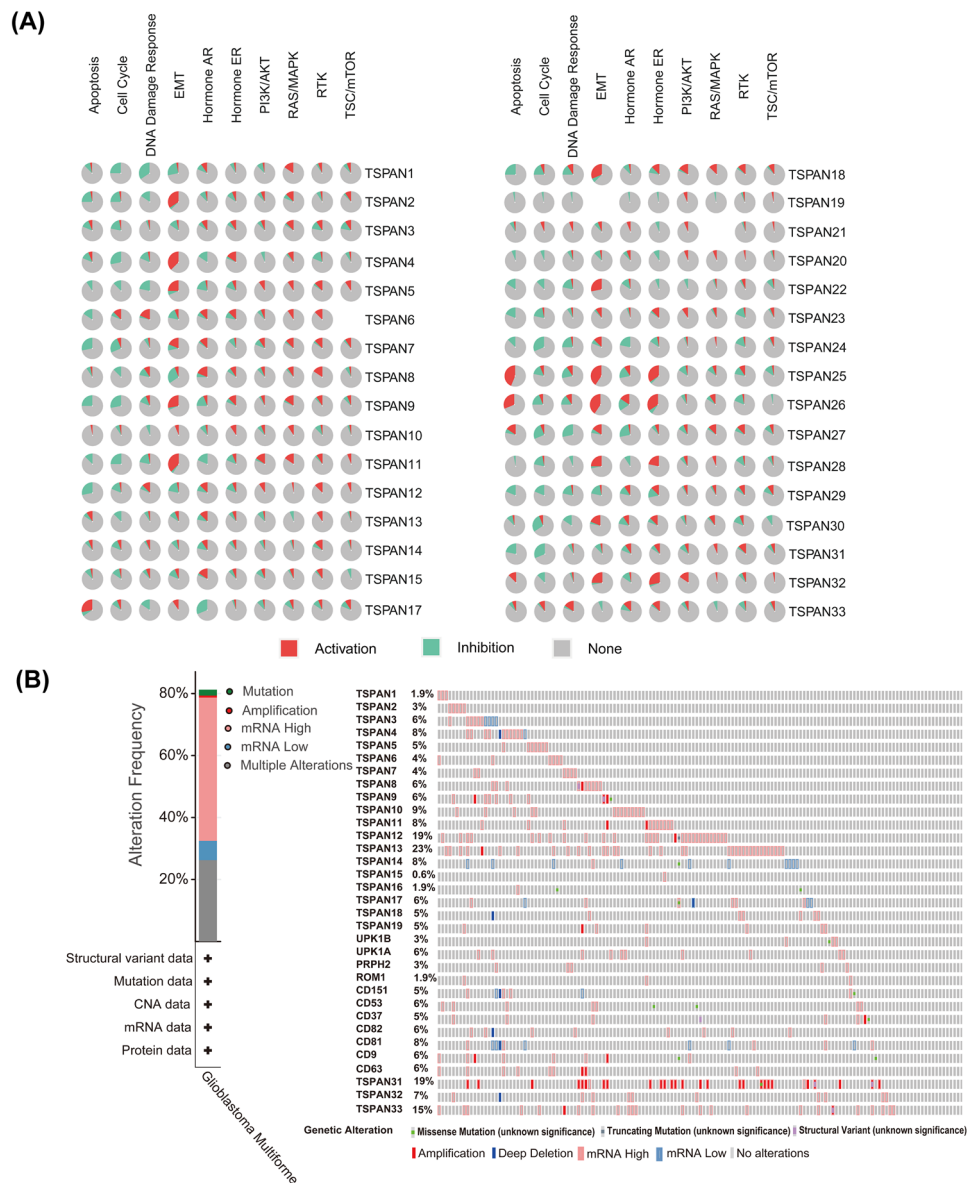 (A)
Apoptosis
Cell Cycle
DNA Damage Response
EMT
Hormone AR
Hormone ER
PI3K/AKT
RAS/MAPK
RTK
TSC/mTOR
TSPAN1
TSPAN2
TSPAN3
TSPAN4
TSPAN5
TSPAN6
TSPAN7
TSPAN8
TSPAN9
TSPAN10
TSPAN11
TSPAN12
TSPAN13
TSPAN14
TSPAN15
TSPAN17
Apoptosis
Cell Cycle
DNA Damage Response
EMT
Hormone AR
Hormone ER
PI3K/AKT
RAS/MAPK
RTK
TSC/mTOR
TSPAN18
TSPAN19
TSPAN21
TSPAN20
TSPAN22
TSPAN23
TSPAN24
TSPAN25
TSPAN26
TSPAN27
TSPAN28
TSPAN29
TSPAN30
TSPAN31
TSPAN32
TSPAN33
Activation Inhibition None
(B)
Alteration Frequency
80%
60%
40%
20%
Mutation
Amplification
mRNA High
mRNA Low
Multiple Alterations
Structural variant data +
Mutation data +
CNA data +
mRNA data +
Protein data +
Glioblastoma Multiforme
TSPAN1 1.9%
TSPAN2 3%
TSPAN3 6%
TSPAN4 8%
TSPAN5 5%
TSPAN6 4%
TSPAN7 4%
TSPAN8 6%
TSPAN9 6%
TSPAN10 9%
TSPAN11 8%
TSPAN12 19%
TSPAN13 23%
TSPAN14 8%
TSPAN15 0.6%
TSPAN16 1.9%
TSPAN17 6%
TSPAN18 5%
TSPAN19 5%
UPK1B 3%
UPK1A 6%
PRPH2 3%
ROM1 1.9%
CD151 5%
CD53 6%
CD37 5%
CD82 6%
CD81 8%
CD9 6%
CD63 6%
TSPAN31 19%
TSPAN32 7%
TSPAN33 15%
Genetic Alteration Missense Mutation (unknown significance) Truncating Mutation (unknown significance) Structural Variant (unknown significance)
Amplification Deep Deletion mRNA High mRNA Low No alterations